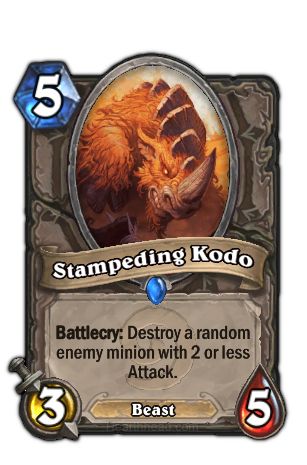 5
Stampeding Kodo
Battlecry: Destroy a random
enemy minion with 2 or less
Attack.
3
Beast
5